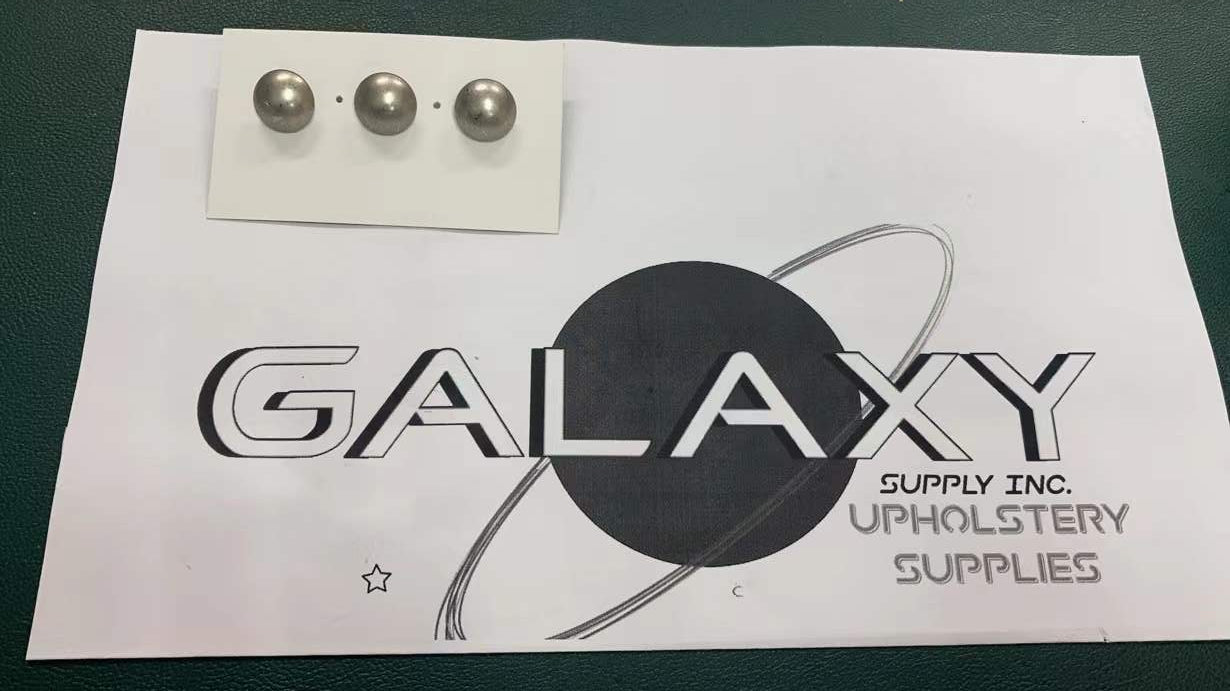 GALAXY
SUPPLY INC.
UPHOLSTERY
SUPPLIES
C